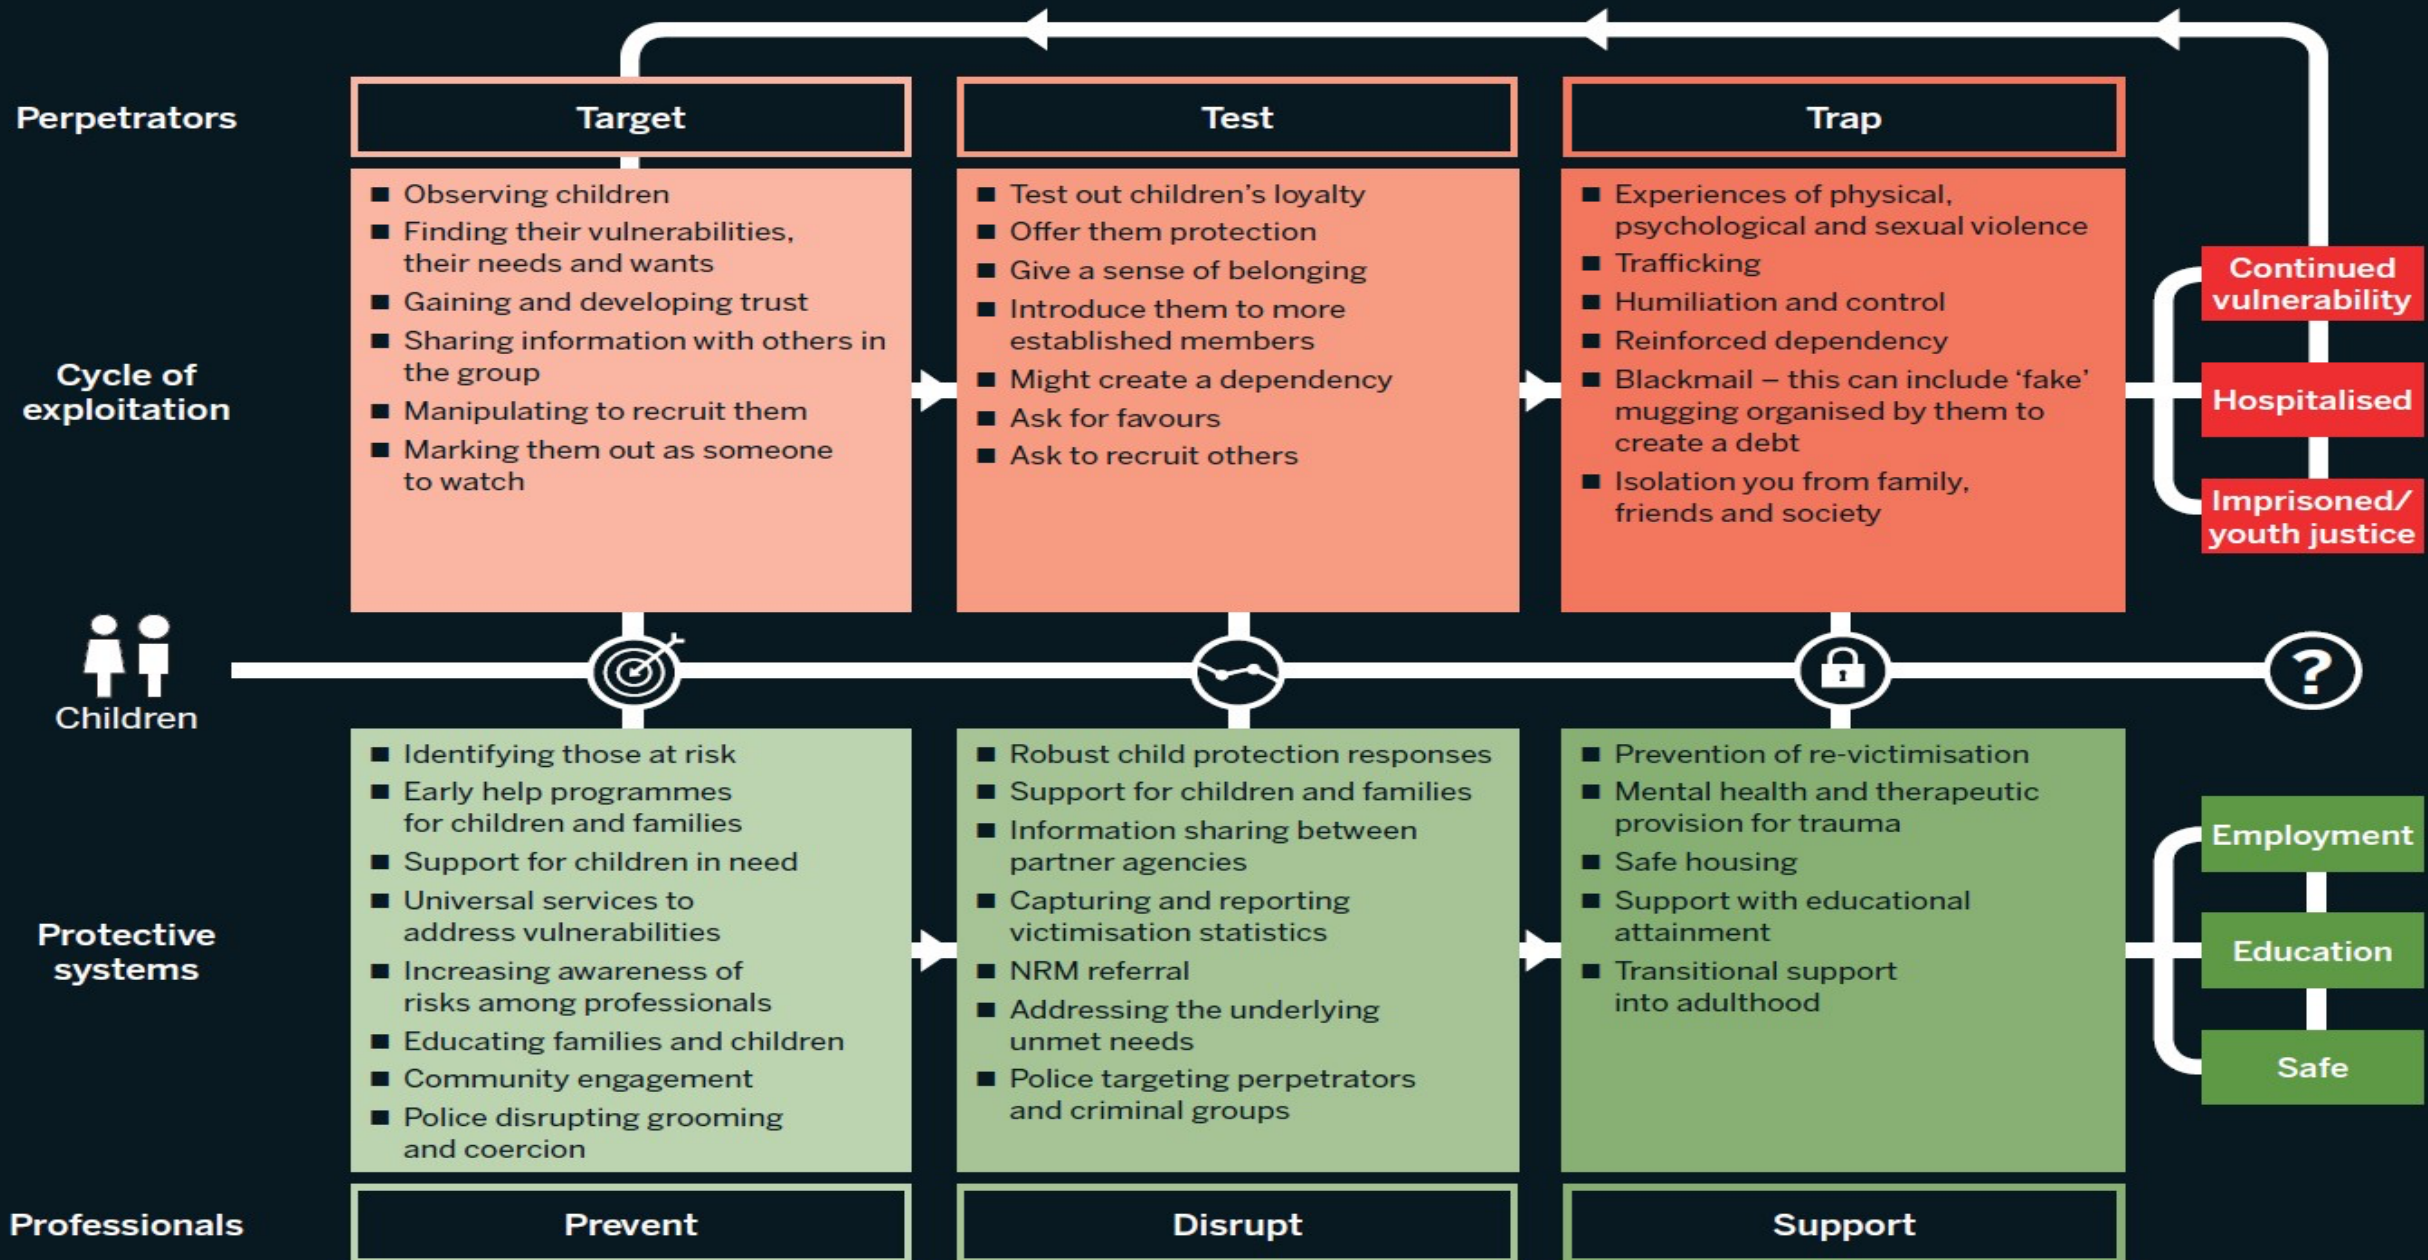 Perpetrators
Target
Test
Trap
Cycle of
exploitation
■ Observing children
■ Finding their vulnerabilities,
their needs and wants
■ Gaining and developing trust
■ Sharing information with others in
the group
■ Manipulating to recruit them
■ Marking them out as someone
to watch
■ Test out children’s loyalty
■ Offer them protection
■ Give a sense of belonging
■ Introduce them to more
established members
■ Might create a dependency
■ Ask for favours
■ Ask to recruit others
■ Experiences of physical,
psychological and sexual violence
■ Trafficking
■ Humiliation and control
■ Reinforced dependency
■ Blackmail – this can include ‘fake’
mugging organised by them to
create a debt
■ Isolation you from family,
friends and society
Continued
vulnerability
Hospitalised
Imprisoned/
youth justice
Children
?
Protective
systems
■ Identifying those at risk
■ Early help programmes
for children and families
■ Support for children in need
■ Universal services to
address vulnerabilities
■ Increasing awareness of
risks among professionals
■ Educating families and children
■ Community engagement
■ Police disrupting grooming
and coercion
■ Robust child protection responses
■ Support for children and families
■ Information sharing between
partner agencies
■ Capturing and reporting
victimisation statistics
■ NRM referral
■ Addressing the underlying
unmet needs
■ Police targeting perpetrators
and criminal groups
■ Prevention of re-victimisation
■ Mental health and therapeutic
provision for trauma
■ Safe housing
■ Support with educational
attainment
■ Transitional support
into adulthood
Employment
Education
Safe
Professionals
Prevent
Disrupt
Support